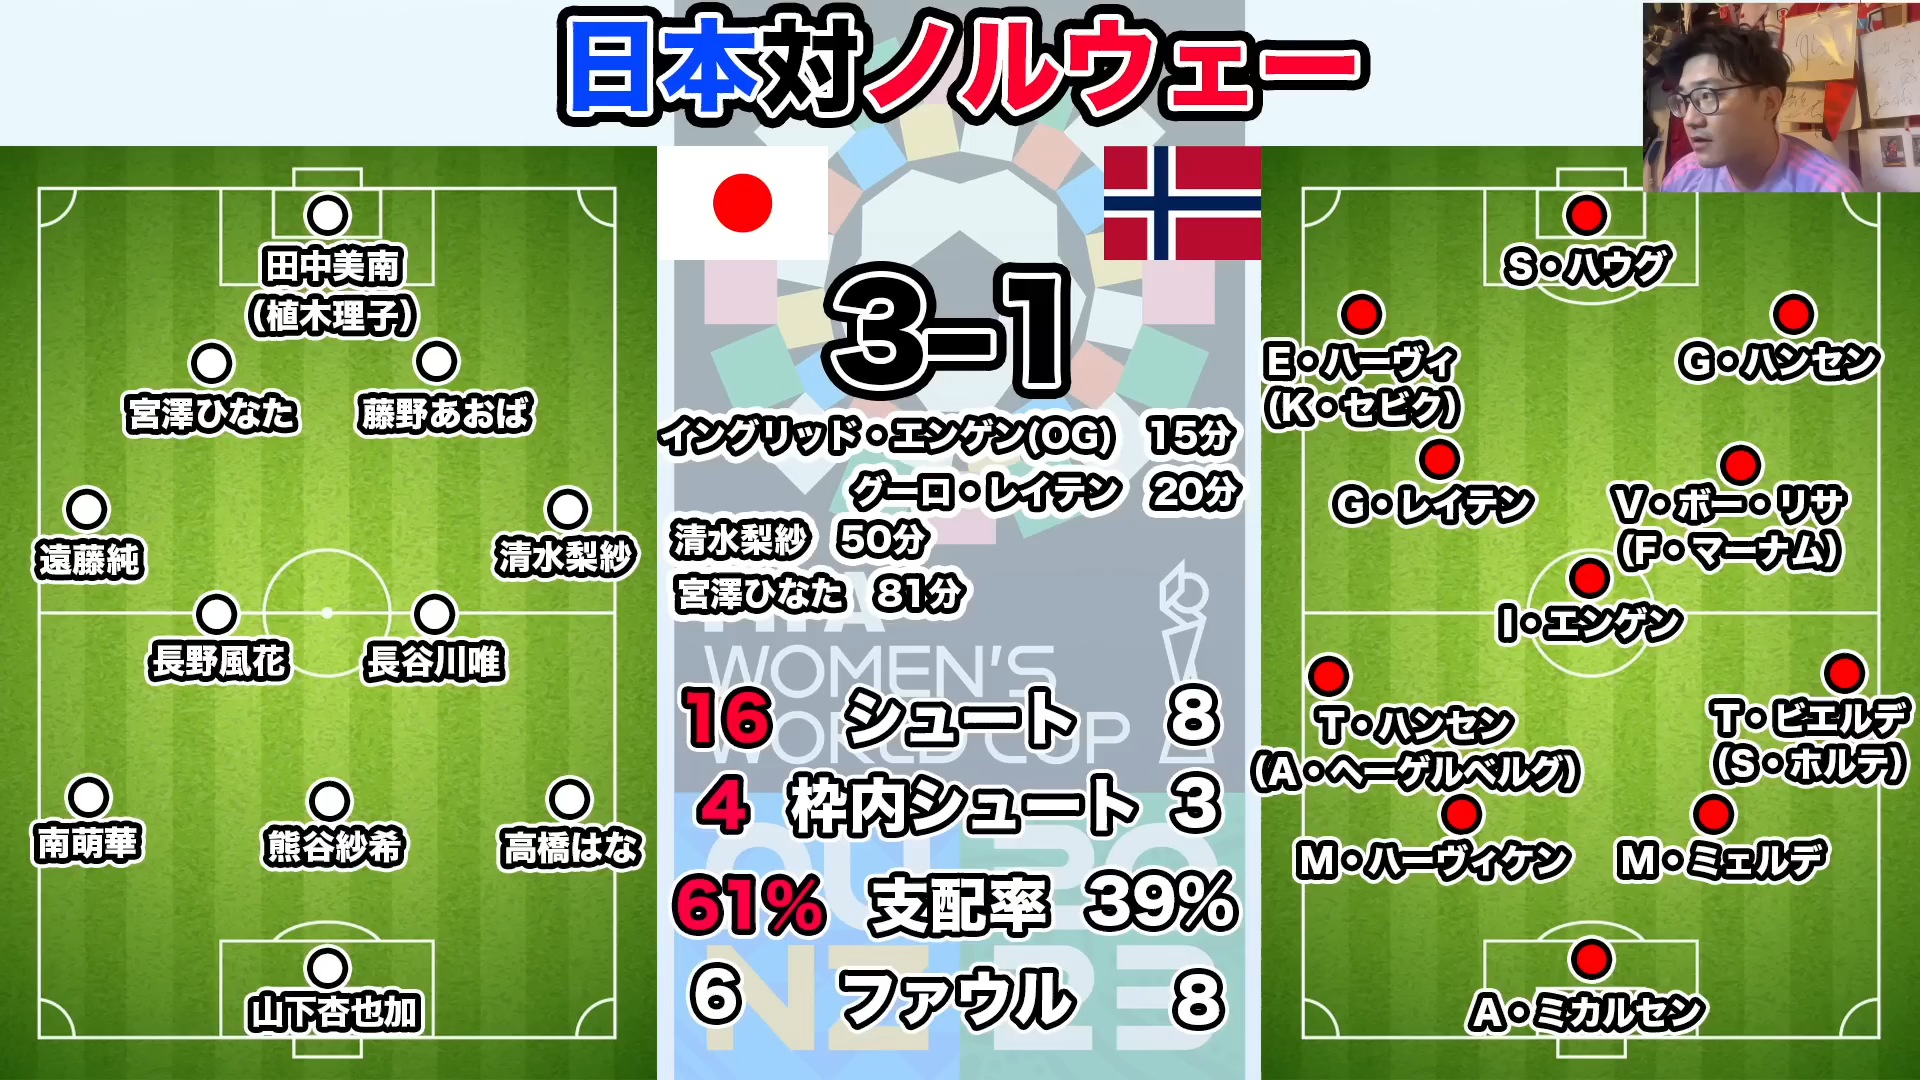 日本対ノルウェー
田中美南
(植木理子)
宮澤ひなた
藤野あおば
遠藤純
清水梨紗
長野風花
長谷川唯
南萌華
熊谷紗希
高橋はな
山下杏也加
3-1
イングリッド・エンゲン(OG) 15分
グーロ・レイテン 20分
清水梨紗 50分
宮澤ひなた 81分
FIFA
WOMEN'S
WORLD CUP
16 シュート 8
4 枠内シュート 3
61% 支配率 39%
6 ファウル 8
S・ハウグ
E・ハーヴィ
(K・セビク)
G・ハンセン
G・レイテン
V・ボー・リサ
(F・マーナム)
I・エンゲン
T・ハンセン
(A・ヘーゲルベルグ)
T・ビエルデ
(S・ホルテ)
M・ハーヴィケン
M・ミェルデ
A・ミカルセン